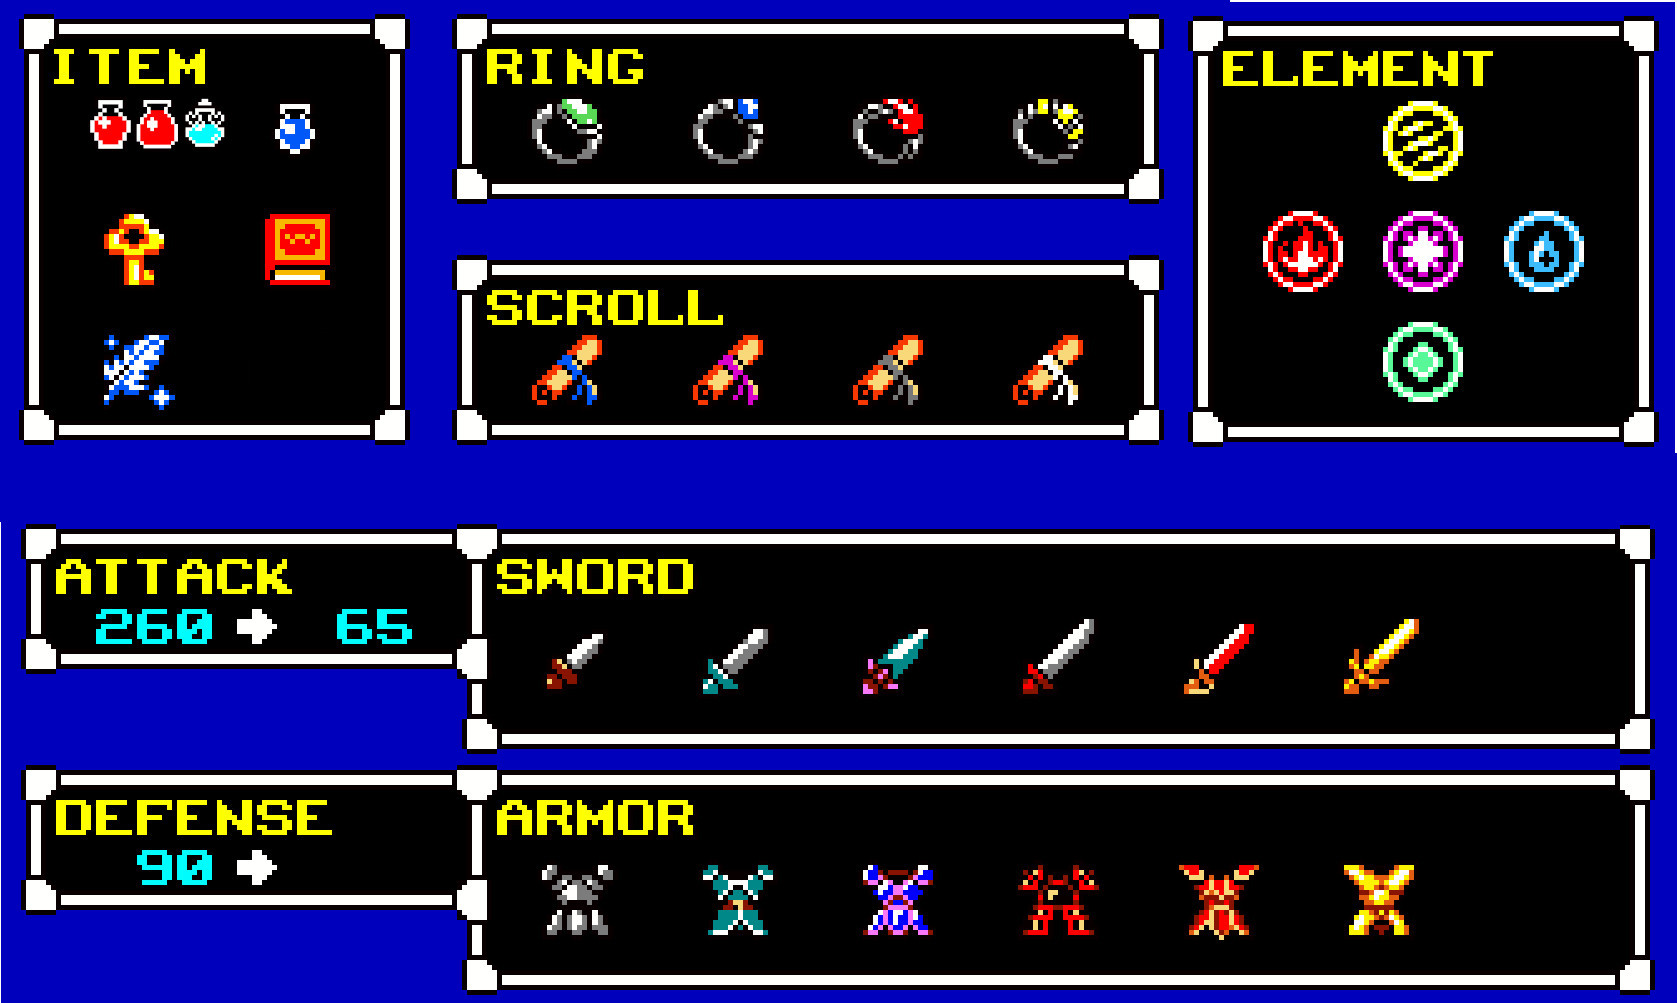 ITEM
RING
ELEMENT
SCROLL
ATTACK
260 → 65
SWORD
DEFENSE
90 →
ARMOR